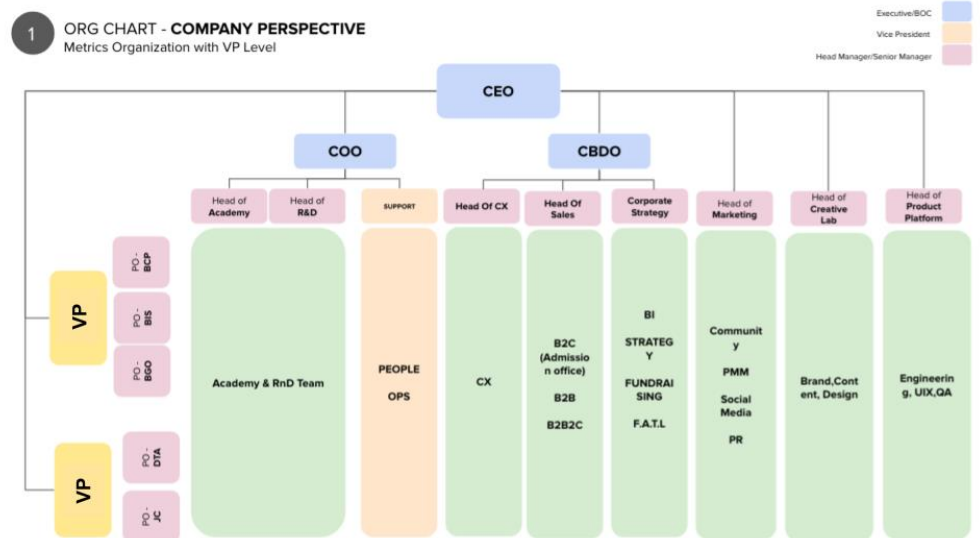 1
ORG CHART - COMPANY PERSPECTIVE
Metrics Organization with VP Level
Executive/BOC
Vice President
Head Manager/Senior Manager
CEO
COO
CBDO
Head of
Academy
Head of
R&D
SUPPORT
Head Of CX
Head Of
Sales
Corporate
Strategy
Head of
Marketing
Head of
Creative
Lab
Head of
Product
Platform
VP
PO -
BCP
PO -
BIS
PO -
BGO
VP
PO -
DTA
PO -
JC
Academy & RnD Team
PEOPLE
OPS
CX
B2C
(Admissio
n office)
B2B
B2B2C
BI
STRATEG
Y
FUNDRAI
SING
F.A.T.L
Communit
y
PMM
Social
Media
PR
Brand,Cont
ent, Design
Engineerin
g, UIX,QA